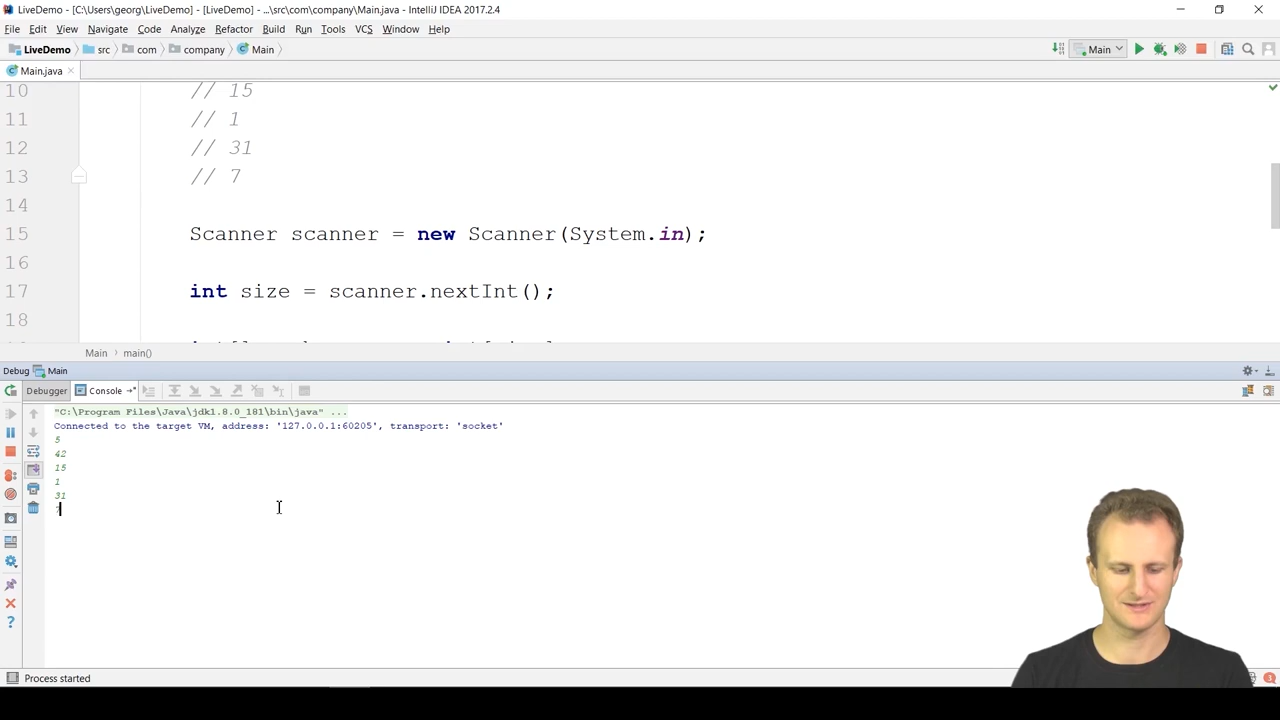 LiveDemo - [C:\Users\georg\LiveDemo] - [LiveDemo] - ...\src\com\company\Main.java - IntelliJ IDEA 2017.2.4
File Edit View Navigate Code Analyze Refactor Build Run Tools VCS Window Help
LiveDemo src com company Main Main
Main.java
10 // 15
11 // 1
12 // 31
13 // 7
14
15 Scanner scanner = new Scanner(System.in);
16
17 int size = scanner.nextInt();
18
Main main()
Debug Main
Debugger Console
"C:\Program Files\Java\jdk1.8.0_181\bin\java" ...
Connected to the target VM, address: '127.0.0.1:60205', transport: 'socket'
5
42
15
1
31
Process started 3